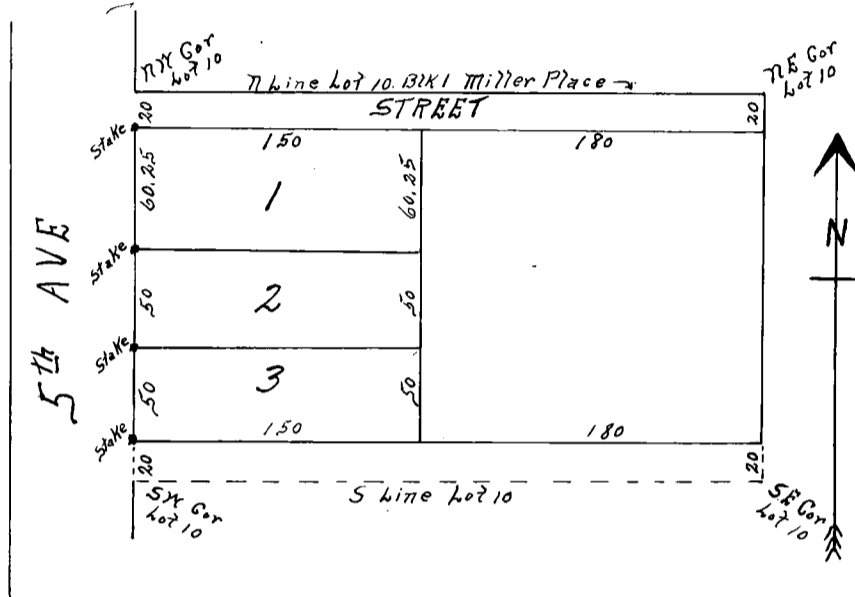 NW Cor
Lot 10
N Line Lot 10. Blk 1 Miller Place →
NE Cor
Lot 10
20
STREET
20
Stake
150
180
60.25
1
60.25
N
Stake
5th AVE
50
2
50
Stake
50
3
50
Stake
150
180
20
20
SW Cor
Lot 10
S Line Lot 10
SE Cor
Lot 10